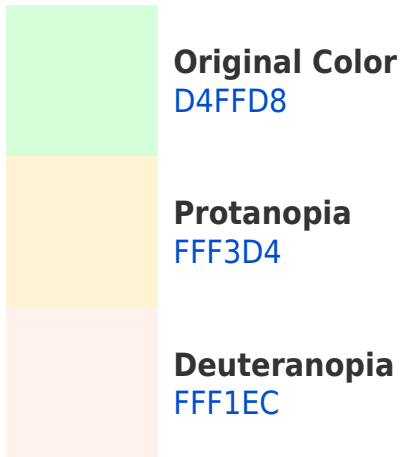 Original Color
D4FFD8
Protanopia
FFF3D4
Deuteranopia
FFF1EC